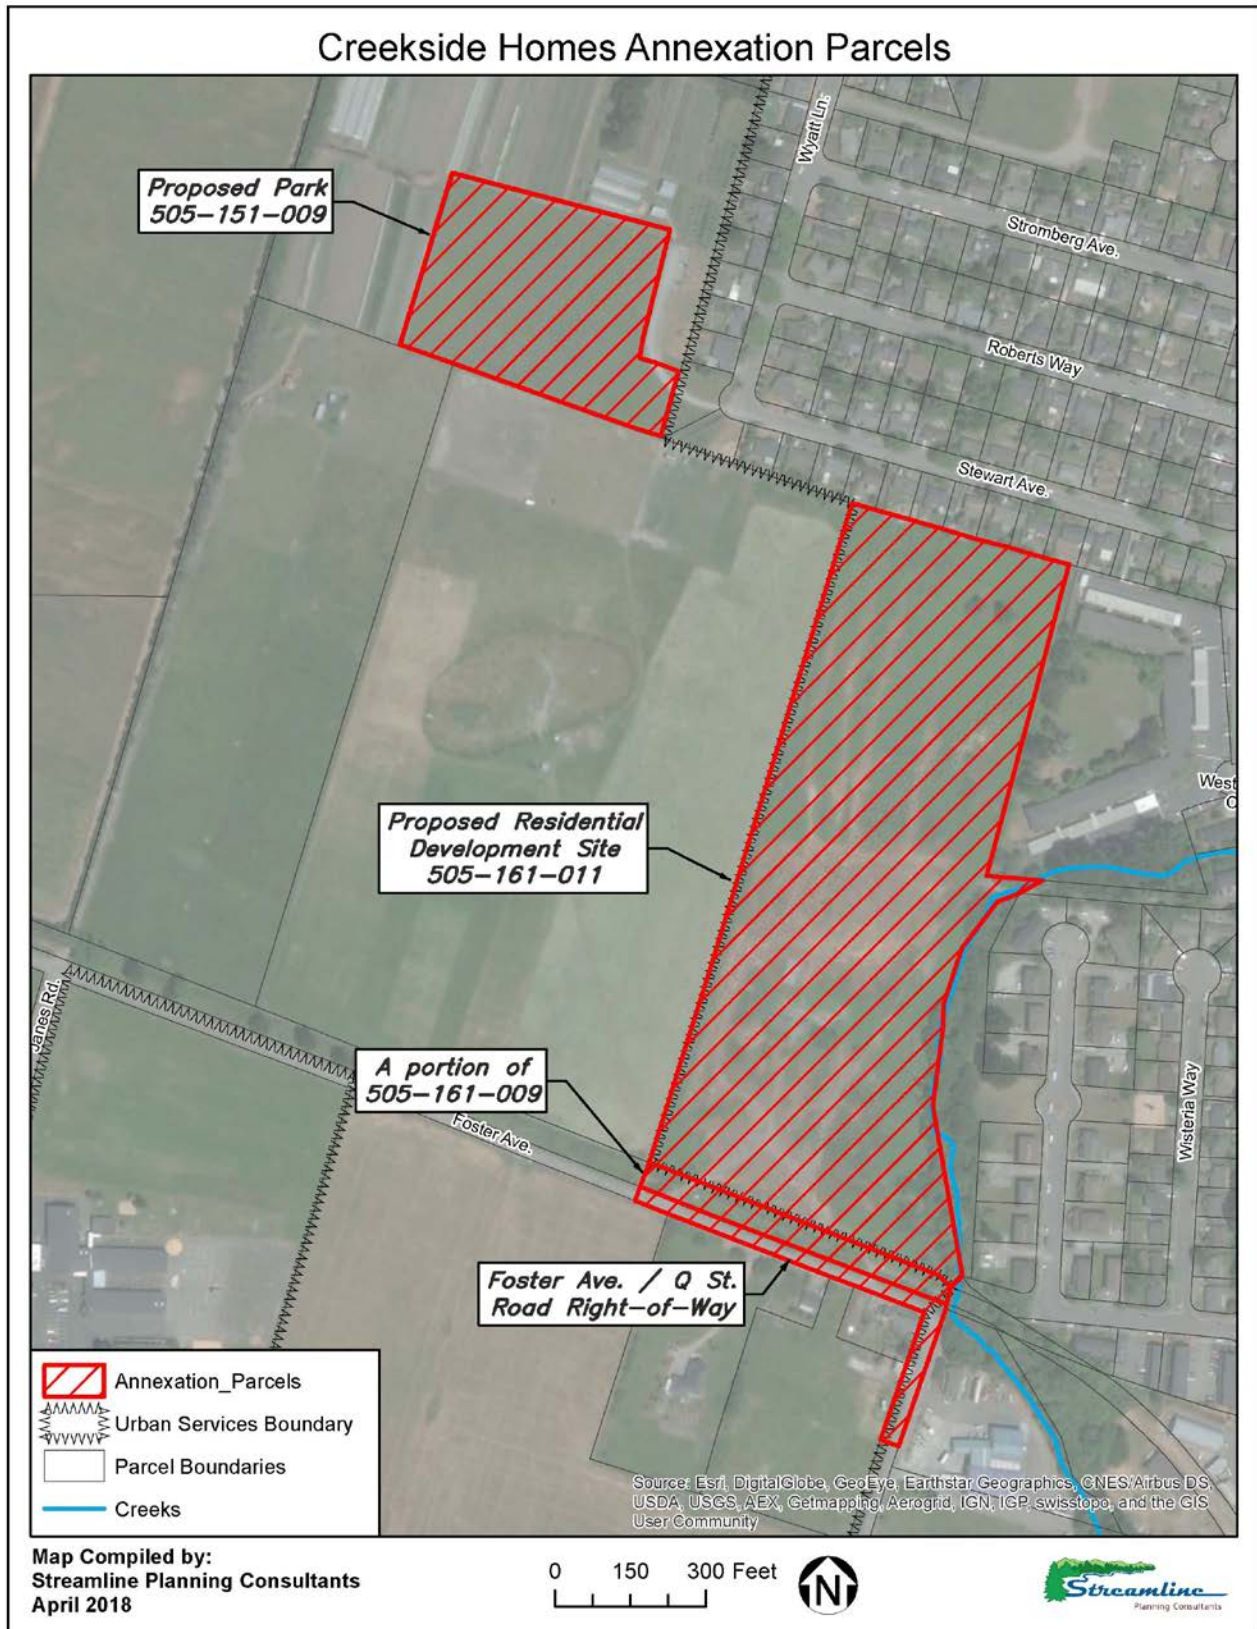 Creekside Homes Annexation Parcels
Wyatt Ln.
Proposed Park
505-151-009
Stromberg Ave.
Roberts Way
Stewart Ave.
West
C
Proposed Residential
Development Site
505-161-011
Janes Rd.
A portion of
505-161-009
Foster Ave.
Wisteria Way
Foster Ave. / Q St.
Road Right-of-Way
Annexation_Parcels
Urban Services Boundary
Parcel Boundaries
Creeks
Source: Esri, DigitalGlobe, GeoEye, Earthstar Geographics, CNES/Airbus DS,
USDA, USGS, AEX, Getmapping, Aerogrid, IGN, IGP, swisstopo, and the GIS
User Community
Map Compiled by:
Streamline Planning Consultants
April 2018
0 150 300 Feet
N
Streamline
Planning Consultants